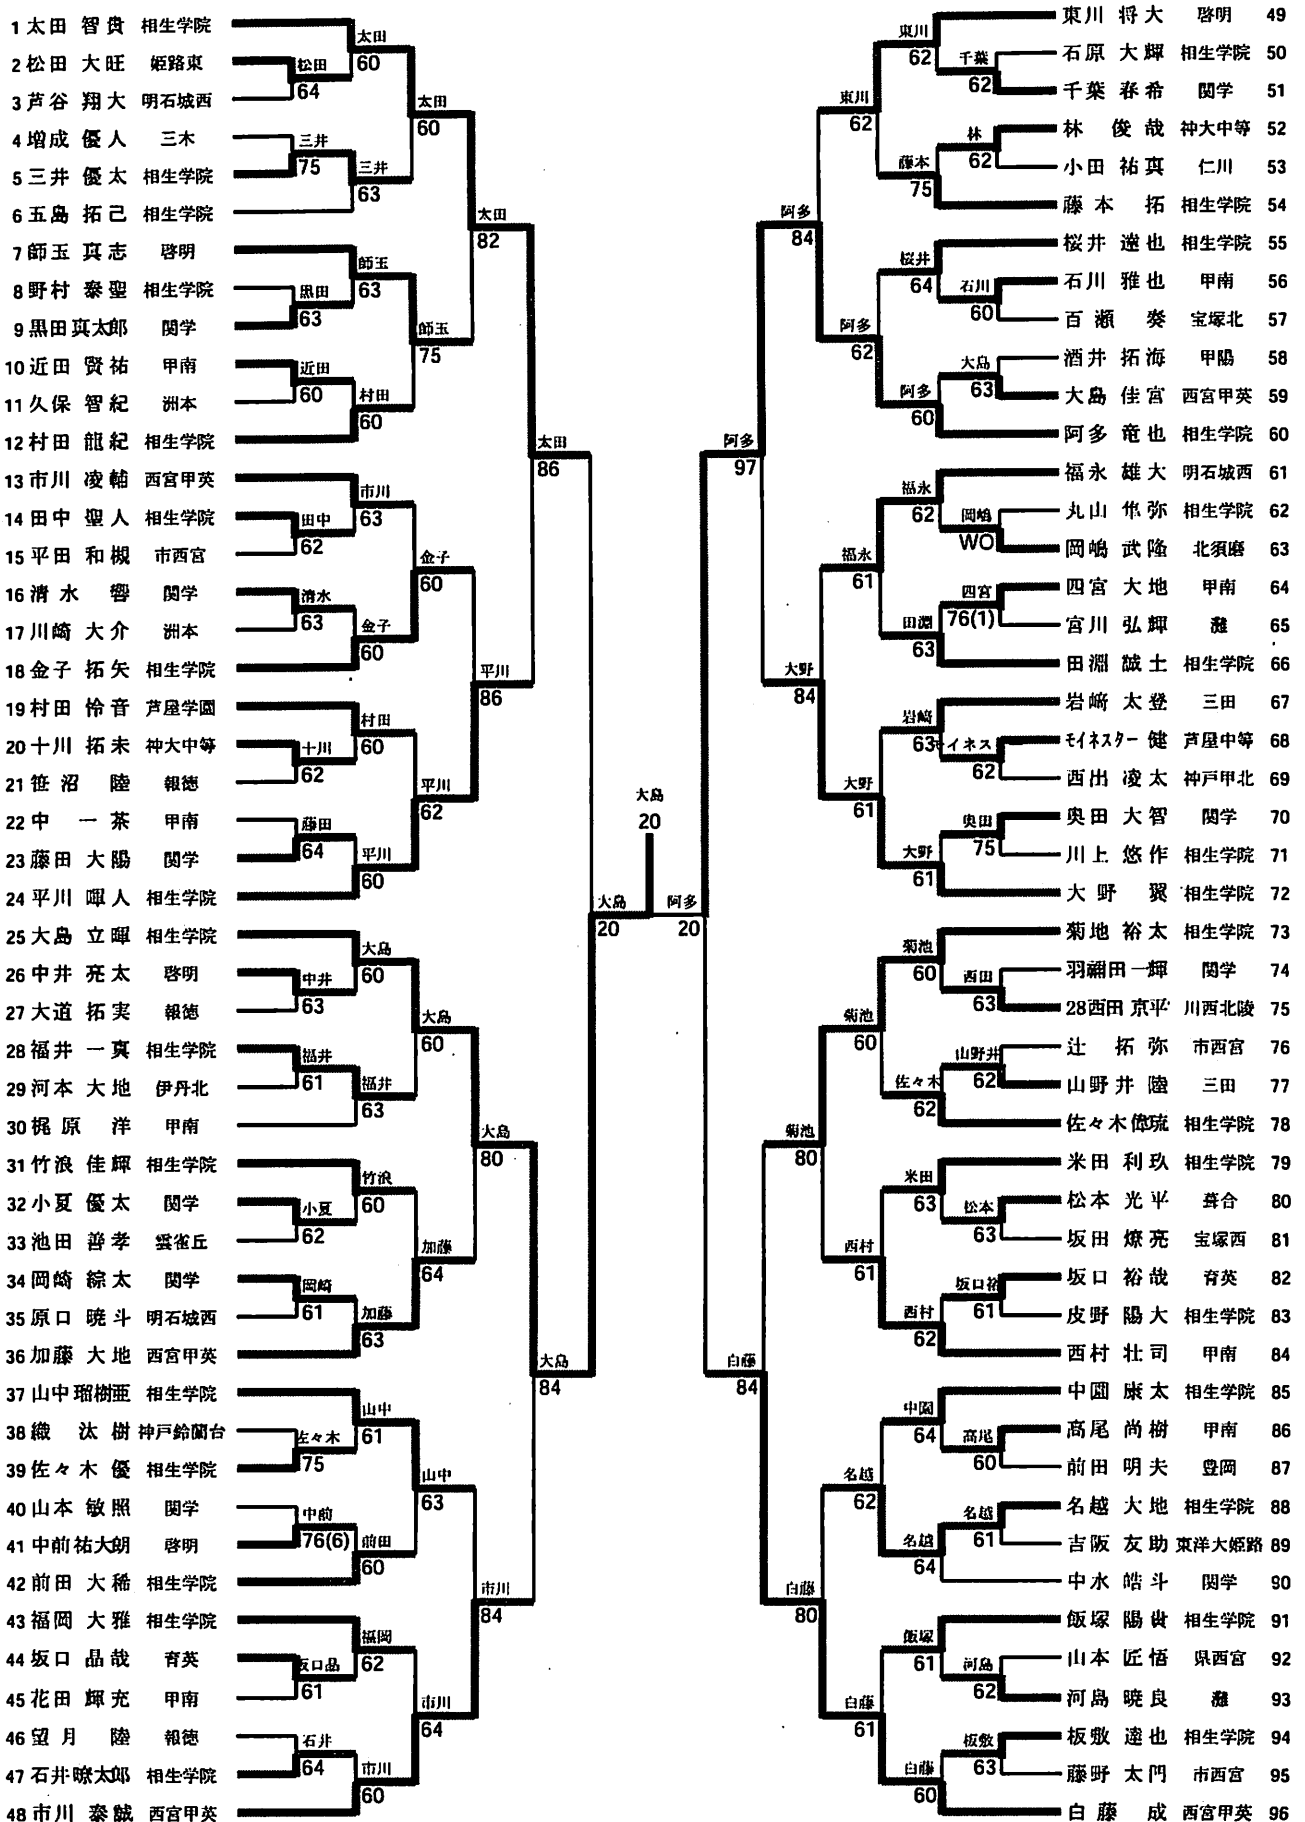 1 太田 智貴 相生学院
2 松田 大旺 姫路東
3 芦谷 翔大 明石城西
4 増成 優人 三木
5 三井 優太 相生学院
6 五島 拓己 相生学院
7 師玉 真志 啓明
8 野村 泰聖 相生学院
9 黒田真太郎 関学
10 近田 賢祐 甲南
11 久保 智紀 洲本
12 村田 龍紀 相生学院
13 市川 凌輔 西宮甲英
14 田中 聖人 相生学院
15 平田 和槻 市西宮
16 清水 響 関学
17 川崎 大介 洲本
18 金子 拓矢 相生学院
19 村田 怜音 芦屋学園
20 十川 拓未 神大中等
21 笹沼 陸 報徳
22 中 一茶 甲南
23 藤田 大陽 関学
24 平川 暉人 相生学院
25 大島 立暉 相生学院
26 中井 亮太 啓明
27 大道 拓実 報徳
28 福井 一真 相生学院
29 河本 大地 伊丹北
30 梶原 洋 甲南
31 竹浪 佳輝 相生学院
32 小夏 優太 関学
33 池田 善孝 雲雀丘
34 岡崎 綜太 関学
35 原口 暁斗 明石城西
36 加藤 大地 西宮甲英
37 山中瑠樹亜 相生学院
38 織 汰樹 神戸鈴蘭台
39 佐々木 優 相生学院
40 山本 敏照 関学
41 中前祐大朗 啓明
42 前田 大稀 相生学院
43 福岡 大雅 相生学院
44 坂口 晶哉 育英
45 花田 輝充 甲南
46 望月 陸 報徳
47 石井暸太郎 相生学院
48 市川 泰誠 西宮甲英
太田
60
松田
64
太田
60
三井
75
三井
63
太田
82
師玉
63
黒田
63
師玉
75
近田
60
村田
60
太田
86
市川
63
田中
62
金子
60
清水
63
金子
60
平川
86
村田
60
十川
62
平川
62
藤田
64
平川
60
大島
20
大島
60
中井
63
大島
60
福井
61
福井
63
大島
80
竹浪
60
小夏
62
加藤
64
岡崎
61
加藤
63
大島
84
山中
61
佐々木
75
山中
63
中前
76(6)
前田
60
市川
84
福岡
62
坂口晶
61
市川
64
石井
64
市川
60
大島
20
阿多
20
東川
62
千葉
62
東川
62
林
62
藤本
75
阿多
84
桜井
64
石川
60
阿多
62
大島
63
阿多
60
阿多
97
福永
62
岡嶋
WO
福永
61
四宮
76(1)
田淵
63
大野
84
岩﨑
63
モイネス
62
大野
61
奥田
75
大野
61
菊池
60
西田
63
菊池
60
山野井
62
佐々木
62
菊池
80
米田
63
松本
63
西村
61
坂口裕
61
西村
62
白藤
84
中園
64
高尾
60
名越
62
名越
61
名越
64
白藤
80
飯塚
61
河島
62
白藤
61
板敷
63
白藤
60
東川 将大 啓明 49
石原 大輝 相生学院 50
千葉 春希 関学 51
林 俊哉 神大中等 52
小田 祐真 仁川 53
藤本 拓 相生学院 54
桜井 達也 相生学院 55
石川 雅也 甲南 56
百瀬 葵 宝塚北 57
酒井 拓海 甲陽 58
大島 佳宮 西宮甲英 59
阿多 竜也 相生学院 60
福永 雄大 明石城西 61
丸山 隼弥 相生学院 62
岡嶋 武隆 北須磨 63
四宮 大地 甲南 64
宮川 弘輝 灘 65
田淵 誠士 相生学院 66
岩﨑 太登 三田 67
モイネスター 健 芦屋中等 68
西出 凌太 神戸甲北 69
奥田 大智 関学 70
川上 悠作 相生学院 71
大野 翼 相生学院 72
菊地 裕太 相生学院 73
羽禰田一輝 関学 74
28西田 京平 川西北陵 75
辻 拓弥 市西宮 76
山野井 陸 三田 77
佐々木偉琉 相生学院 78
米田 利玖 相生学院 79
松本 光平 葺合 80
坂田 燎亮 宝塚西 81
坂口 裕哉 育英 82
皮野 陽大 相生学院 83
西村 壮司 甲南 84
中園 康太 相生学院 85
高尾 尚樹 甲南 86
前田 明夫 豊岡 87
名越 大地 相生学院 88
吉阪 友助 東洋大姫路 89
中水 皓斗 関学 90
飯塚 陽貴 相生学院 91
山本 匠悟 県西宮 92
河島 暁良 灘 93
板敷 達也 相生学院 94
藤野 太門 市西宮 95
白藤 成 西宮甲英 96